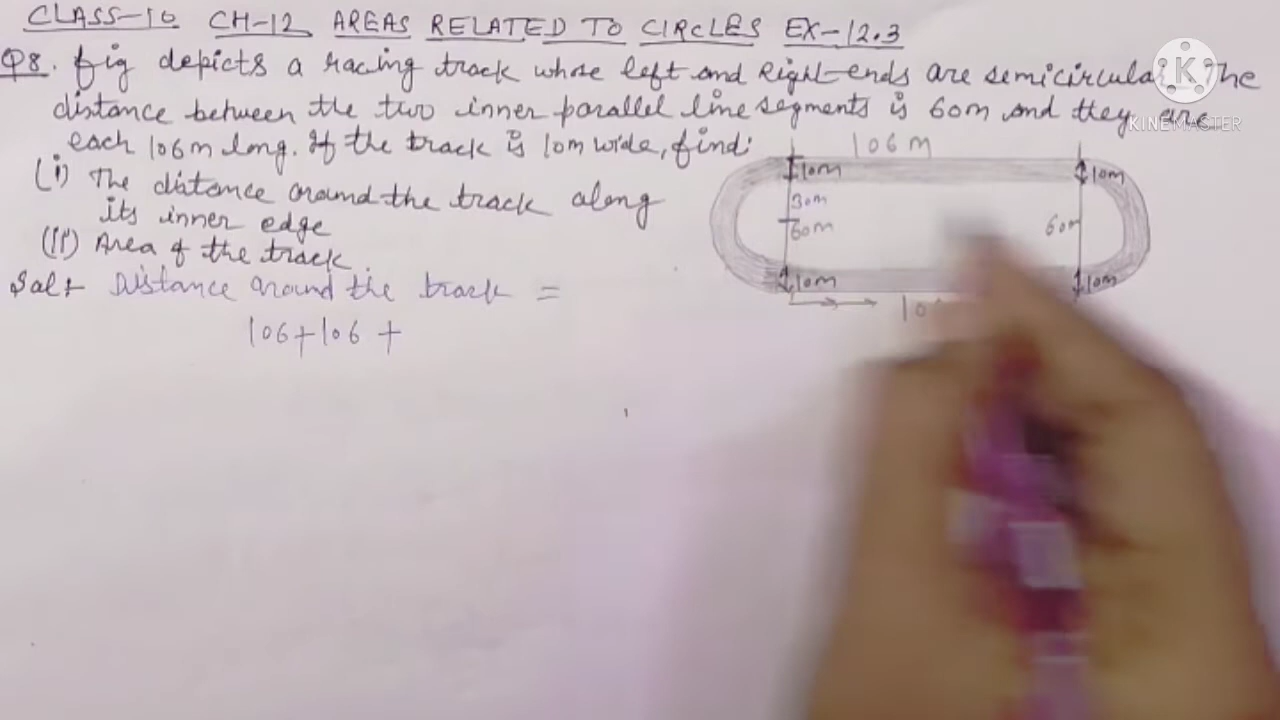 CLASS-10 CH-12 AREAS RELATED TO CIRCLES EX-12.3
Q8. fig depicts a racing track whose left and Right ends are semicircular. The
distance between the two inner parallel line segments is 60m and they are
each 106m long. If the track is 10m wide, find:
(i) The distance around the track along
its inner edge
(ii) Area of the track
Sol+ Distance around the track =
106+106 +
106 m
10m
10m
30m
60m
60m
10m
10m
K
KINEMASTER